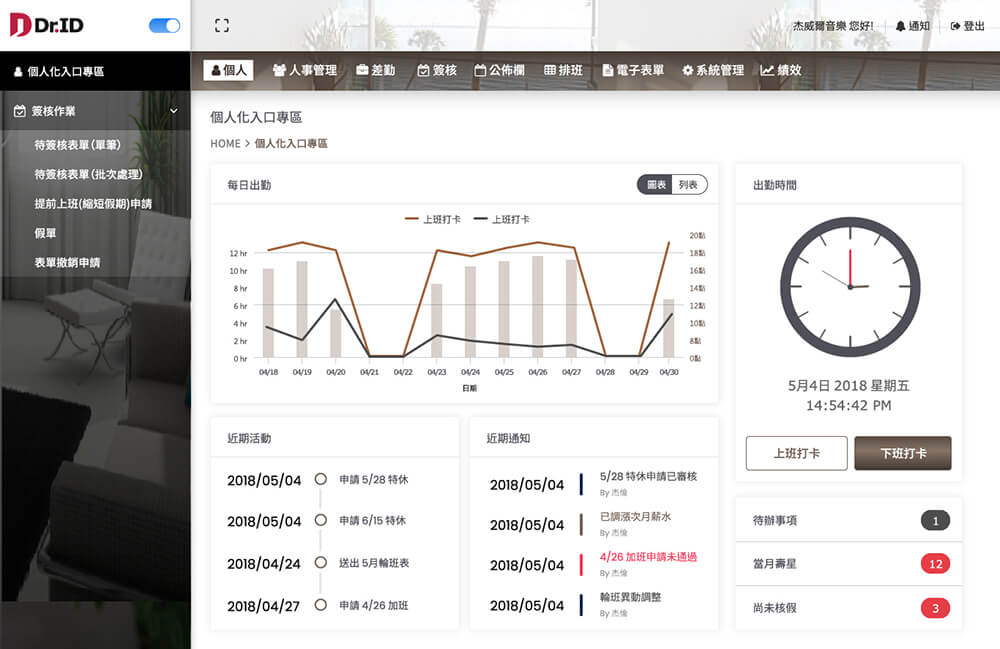 Dr.ID
杰威爾音樂 您好!
通知
登出
個人化入口專區
個人
人事管理
差勤
簽核
公佈欄
排班
電子表單
系統管理
績效
簽核作業
待簽核表單(單筆)
待簽核表單(批次處理)
提前上班(縮短假期)申請
假單
表單撤銷申請
個人化入口專區
HOME > 個人化入口專區
每日出勤
圖表
列表
上班打卡
上班打卡
12 hr
10 hr
8 hr
6 hr
4 hr
2 hr
0 hr
20點
18點
16點
14點
12點
10點
8點
0點
04/18
04/19
04/20
04/21
04/22
04/23
04/24
04/25
04/26
04/27
04/28
04/29
04/30
日期
出勤時間
5月4日 2018 星期五
14:54:42 PM
上班打卡
下班打卡
近期活動
2018/05/04 申請 5/28 特休
2018/05/04 申請 6/15 特休
2018/04/24 送出 5月輪班表
2018/04/27 申請 4/26 加班
近期通知
2018/05/04 5/28 特休申請已審核
By 杰倫
2018/05/04 已調漲次月薪水
By 杰倫
2018/05/04 4/26 加班申請未通過
By 杰倫
2018/05/04 輪班異動調整
By 杰倫
待辦事項 1
當月壽星 12
尚未核假 3